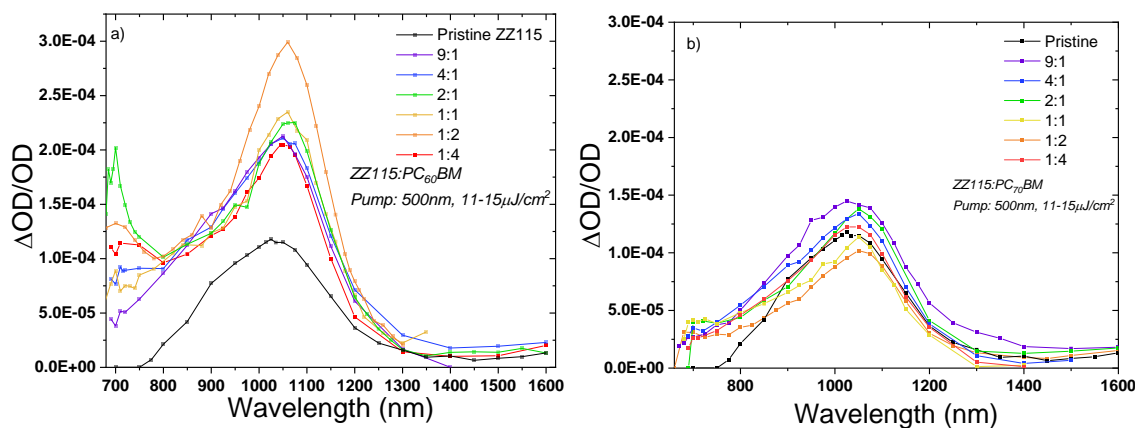 a)
3.0E-04
2.5E-04
2.0E-04
1.5E-04
1.0E-04
5.0E-05
0.0E+00
ΔOD/OD
Pristine ZZ115
9:1
4:1
2:1
1:1
1:2
1:4
ZZ115:PC60BM
Pump: 500nm, 11-15μJ/cm2
700 800 900 1000 1100 1200 1300 1400 1500 1600
Wavelength (nm)
b)
3.0E-04
2.5E-04
2.0E-04
1.5E-04
1.0E-04
5.0E-05
0.0E+00
ΔOD/OD
Pristine
9:1
4:1
2:1
1:1
1:2
1:4
ZZ115:PC70BM
Pump: 500nm, 11-15μJ/cm2
800 1000 1200 1400 1600
Wavelength (nm)